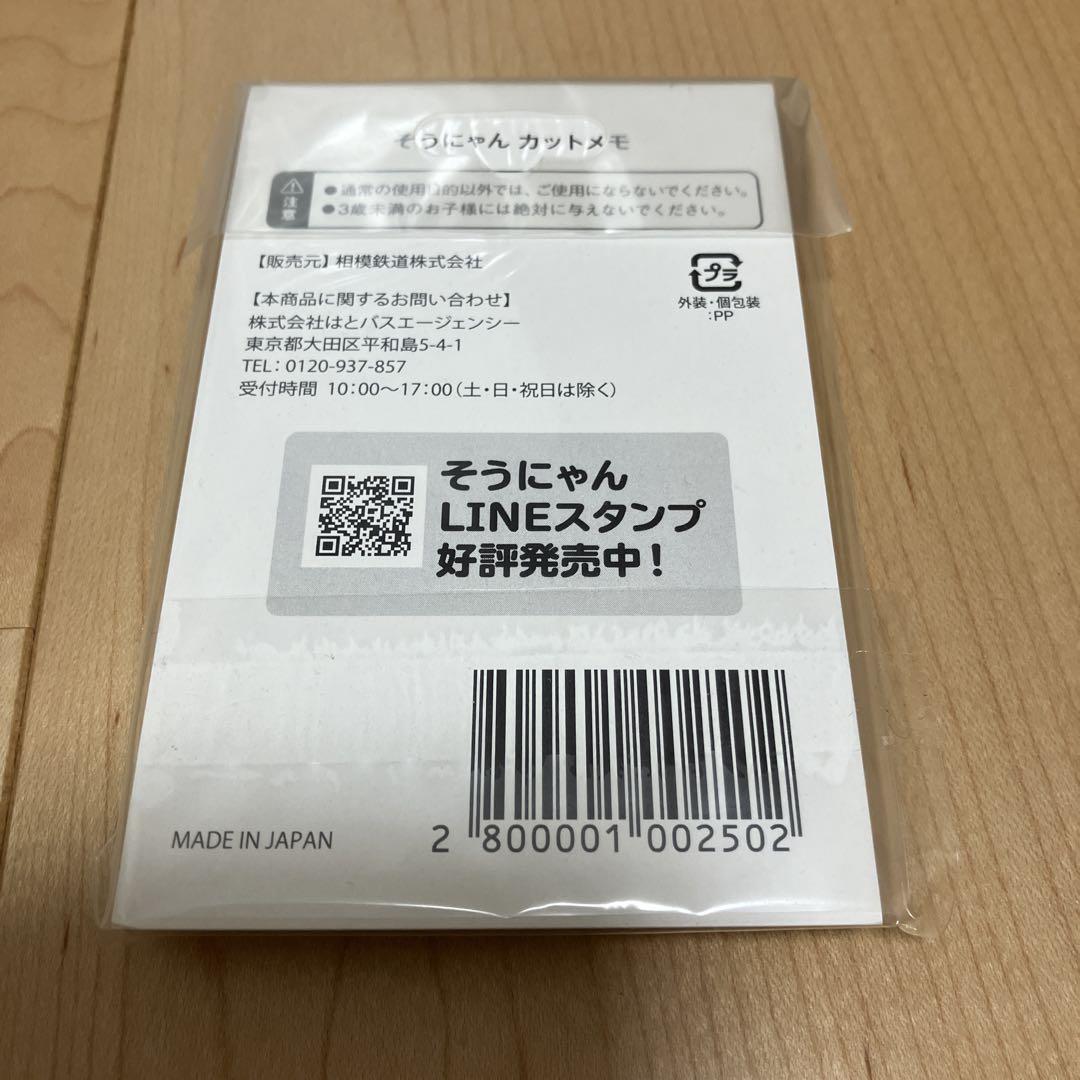 そうにゃん カットメモ
注意
●通常の使用目的以外では、ご使用にならないでください。
●3歳未満のお子様には絶対に与えないでください。
【販売元】相模鉄道株式会社
【本商品に関するお問い合わせ】
株式会社はとバスエージェンシー
東京都大田区平和島5-4-1
TEL：0120-937-857
受付時間 10：00〜17：00（土・日・祝日は除く）
プラ
外装・個包装
:PP
そうにゃん
LINEスタンプ
好評発売中！
MADE IN JAPAN
2 800001 002502